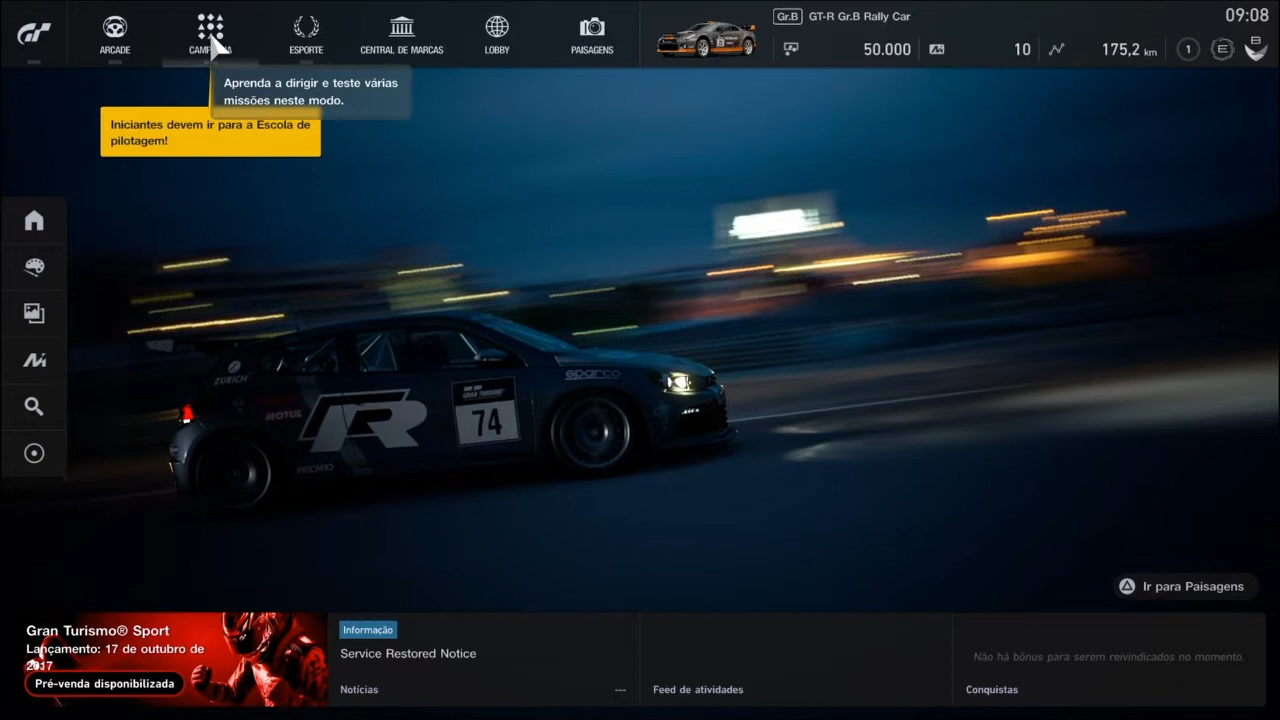 ARCADE
ESPORTE
CENTRAL DE MARCAS
LOBBY
PAISAGENS
Gr.B GT-R Gr.B Rally Car
50.000
10
175,2 km
1
E
B
09:08
Aprenda a dirigir e teste várias
missões neste modo.
Iniciantes devem ir para a Escola de
pilotagem!
ZURICH
MOTUL
R
RECARO
GRAN TURISMO
74
sparco
Ir para Paisagens
Gran Turismo® Sport
Lançamento: 17 de outubro de
2017
Pré-venda disponibilizada
Informação
Service Restored Notice
Notícias
---
Feed de atividades
Não há bônus para serem reivindicados no momento.
Conquistas